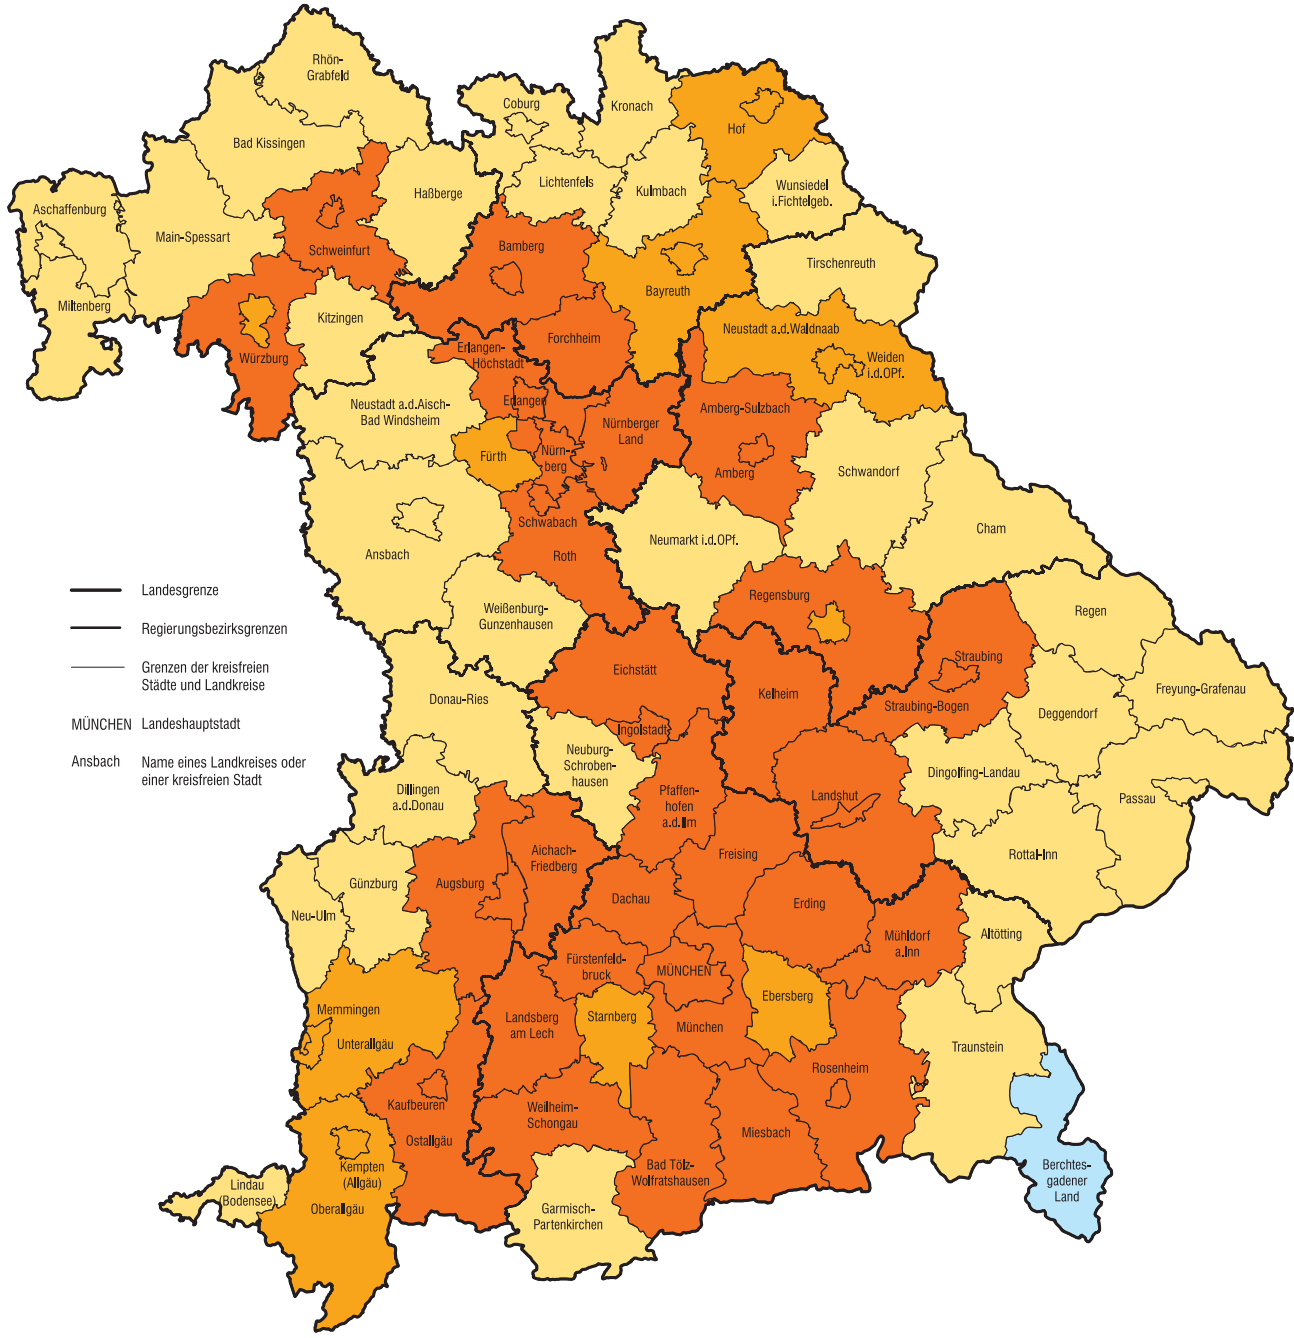 Rhön-
Grabfeld
Coburg
Kronach
Hof
Bad Kissingen
Haßberge
Lichtenfels
Kulmbach
Wunsiedel
i.Fichtelgeb.
Aschaffenburg
Main-Spessart
Schweinfurt
Bamberg
Tirschenreuth
Miltenberg
Kitzingen
Bayreuth
Würzburg
Erlangen-
Höchstadt
Forchheim
Neustadt a.d.Waldnaab
Weiden
i.d.OPf.
Neustadt a.d.Aisch-
Bad Windsheim
Erlangen
Nürnberger
Land
Amberg-Sulzbach
Fürth
Nürn-
berg
Amberg
Schwandorf
Ansbach
Schwabach
Roth
Neumarkt i.d.OPf.
Cham
Landesgrenze
Regierungsbezirksgrenzen
Grenzen der kreisfreien
Städte und Landkreise
MÜNCHEN Landeshauptstadt
Ansbach Name eines Landkreises oder
einer kreisfreien Stadt
Weißenburg-
Gunzenhausen
Regensburg
Regen
Eichstätt
Kelheim
Straubing
Straubing-Bogen
Freyung-Grafenau
Donau-Ries
Ingolstadt
Deggendorf
Neuburg-
Schroben-
hausen
Dingolfing-Landau
Dillingen
a.d.Donau
Pfaffen-
hofen
a.d.Ilm
Landshut
Passau
Aichach-
Friedberg
Freising
Rottal-Inn
Günzburg
Augsburg
Dachau
Erding
Neu-Ulm
Mühldorf
a.Inn
Altötting
Fürstenfeld-
bruck
MÜNCHEN
Ebersberg
Memmingen
Unterallgäu
Landsberg
am Lech
Starnberg
München
Traunstein
Rosenheim
Kaufbeuren
Ostallgäu
Weilheim-
Schongau
Miesbach
Kempten
(Allgäu)
Bad Tölz-
Wolfratshausen
Berchtes-
gadener
Land
Lindau
(Bodensee)
Oberallgäu
Garmisch-
Partenkirchen